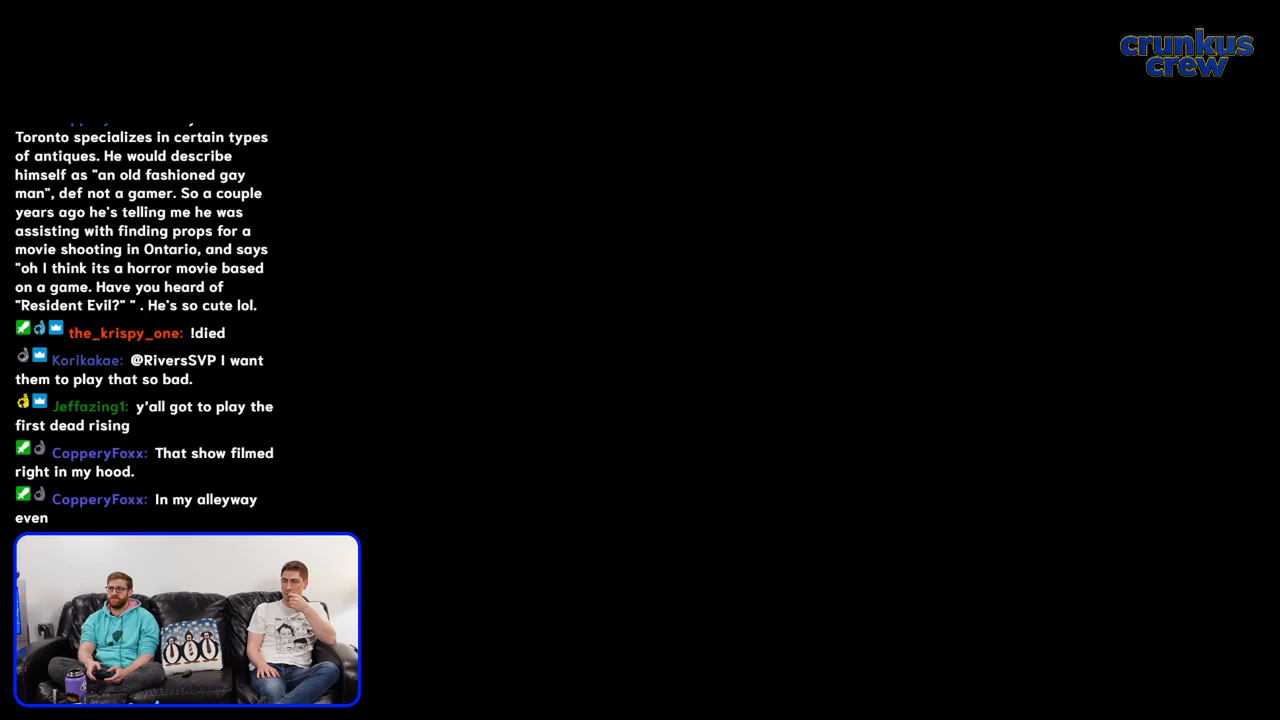 crunkus
crew
Toronto specializes in certain types
of antiques. He would describe
himself as "an old fashioned gay
man", def not a gamer. So a couple
years ago he's telling me he was
assisting with finding props for a
movie shooting in Ontario, and says
"oh I think its a horror movie based
on a game. Have you heard of
"Resident Evil?" " . He's so cute lol.
the_krispy_one: !died
Korikakae: @RiversSVP I want
them to play that so bad.
Jeffazing1: y'all got to play the
first dead rising
CopperyFoxx: That show filmed
right in my hood.
CopperyFoxx: In my alleyway
even